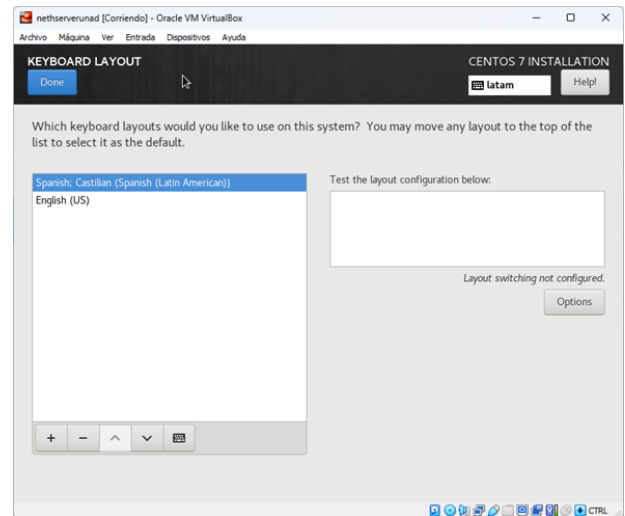 nethserverunad [Corriendo] - Oracle VM VirtualBox
Archivo Máquina Ver Entrada Dispositivos Ayuda
KEYBOARD LAYOUT
CENTOS 7 INSTALLATION
Done
latam
Help!
Which keyboard layouts would you like to use on this system? You may move any layout to the top of the
list to select it as the default.
Spanish; Castilian (Spanish (Latin American))
English (US)
Test the layout configuration below:
Layout switching not configured.
Options
CTRL